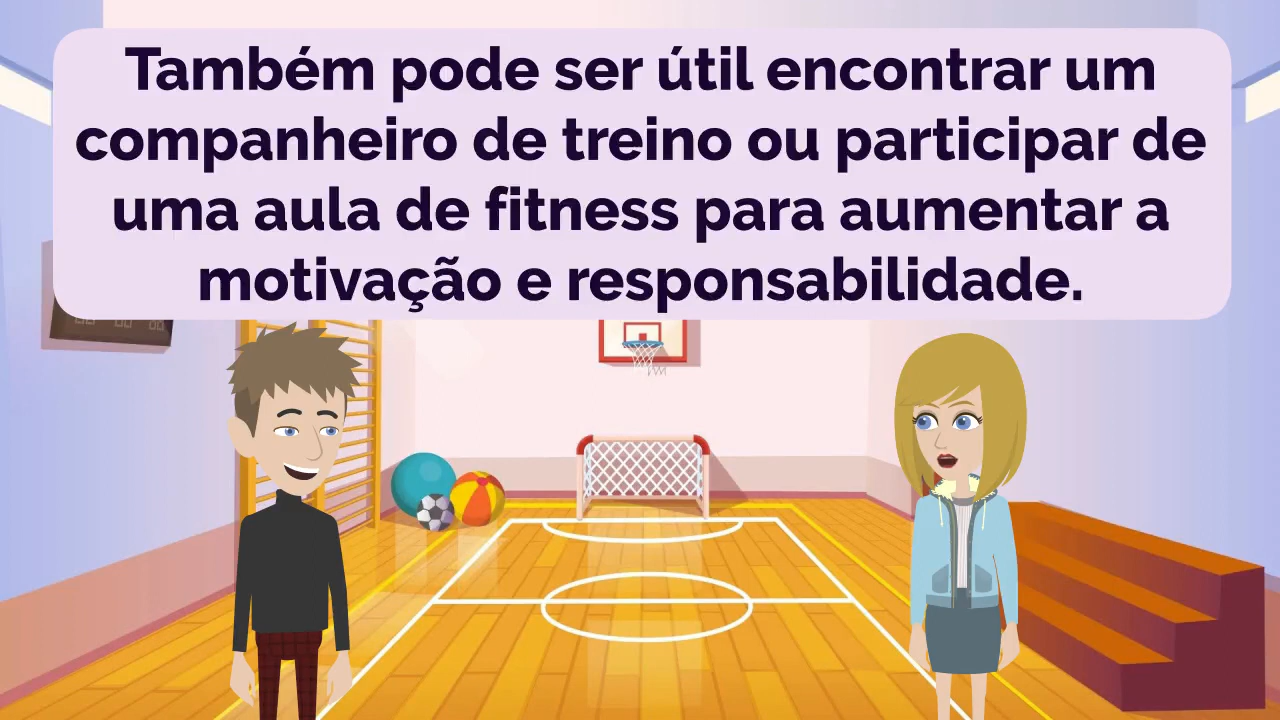 Também pode ser útil encontrar um
companheiro de treino ou participar de
uma aula de fitness para aumentar a
motivação e responsabilidade.